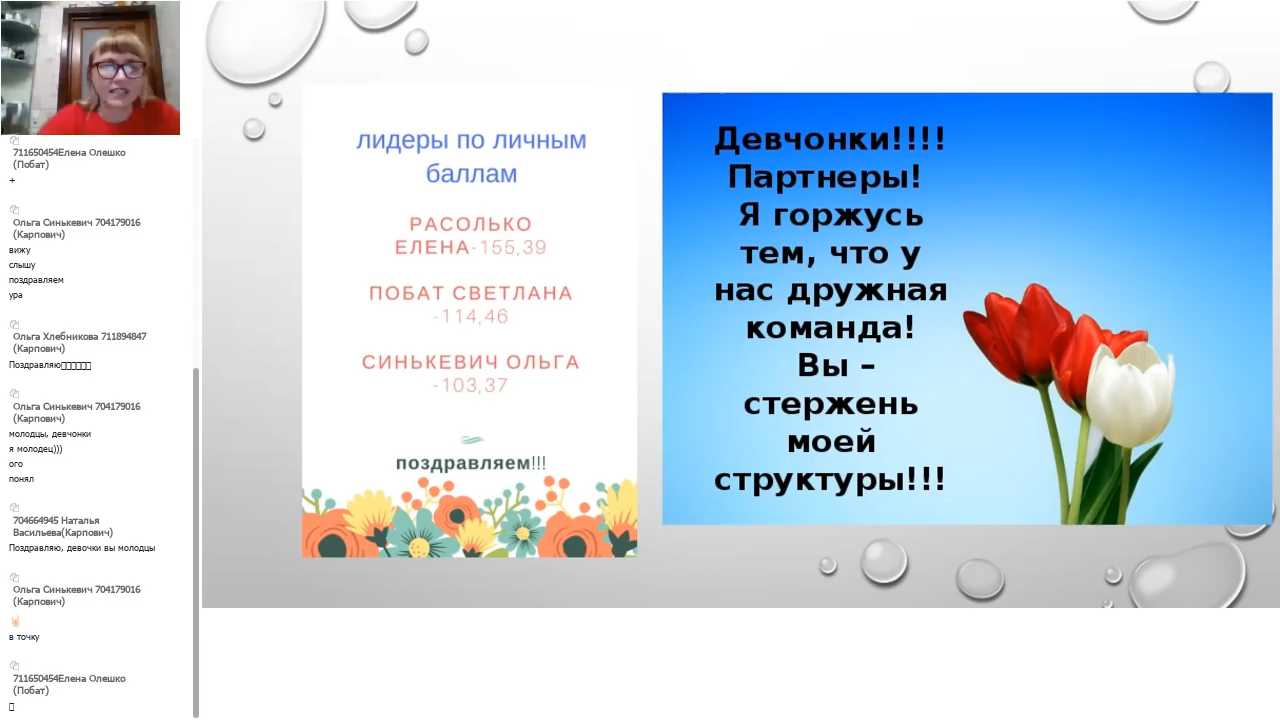 711650454Елена Олешко
(Побат)
+
Ольга Синькевич 704179016
(Карпович)
вижу
слышу
поздравляем
ура
Ольга Хлебникова 711894847
(Карпович)
Поздравляю
Ольга Синькевич 704179016
(Карпович)
молодцы, девчонки
я молодец)))
ого
понял
704664945 Наталья
Васильева(Карпович)
Поздравляю, девочки вы молодцы
Ольга Синькевич 704179016
(Карпович)
в точку
711650454Елена Олешко
(Побат)
лидеры по личным
баллам
РАСОЛЬКО
ЕЛЕНА-155,39
ПОБАТ СВЕТЛАНА
-114,46
СИНЬКЕВИЧ ОЛЬГА
-103,37
поздравляем!!!
Девчонки!!!!
Партнеры!
Я горжусь
тем, что у
нас дружная
команда!
Вы –
стержень
моей
структуры!!!